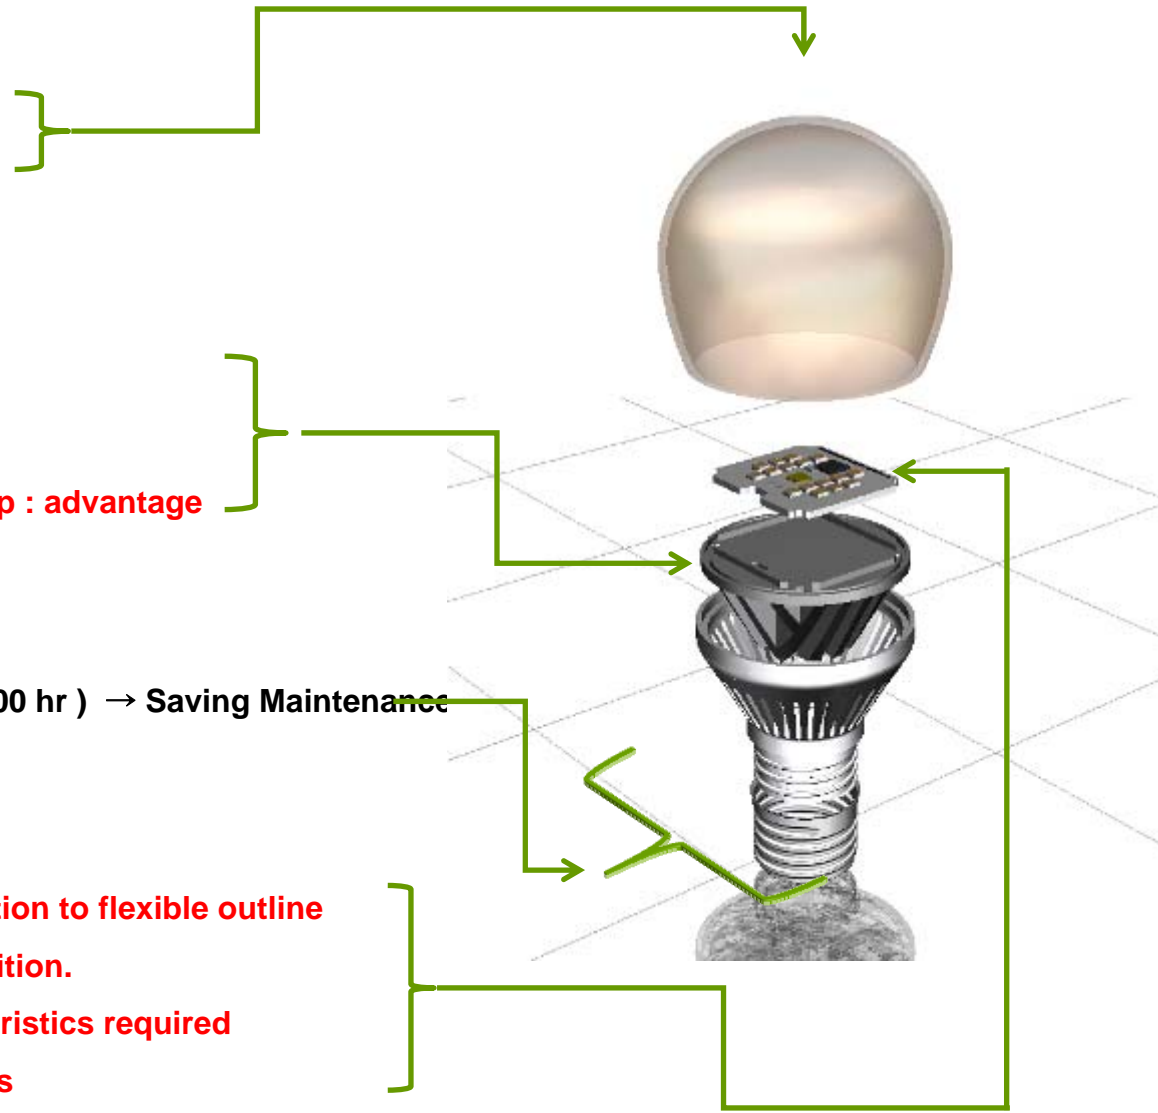 p : advantage
00 hr ) → Saving Maintenance
tion to flexible outline
ition.
ristics required
s